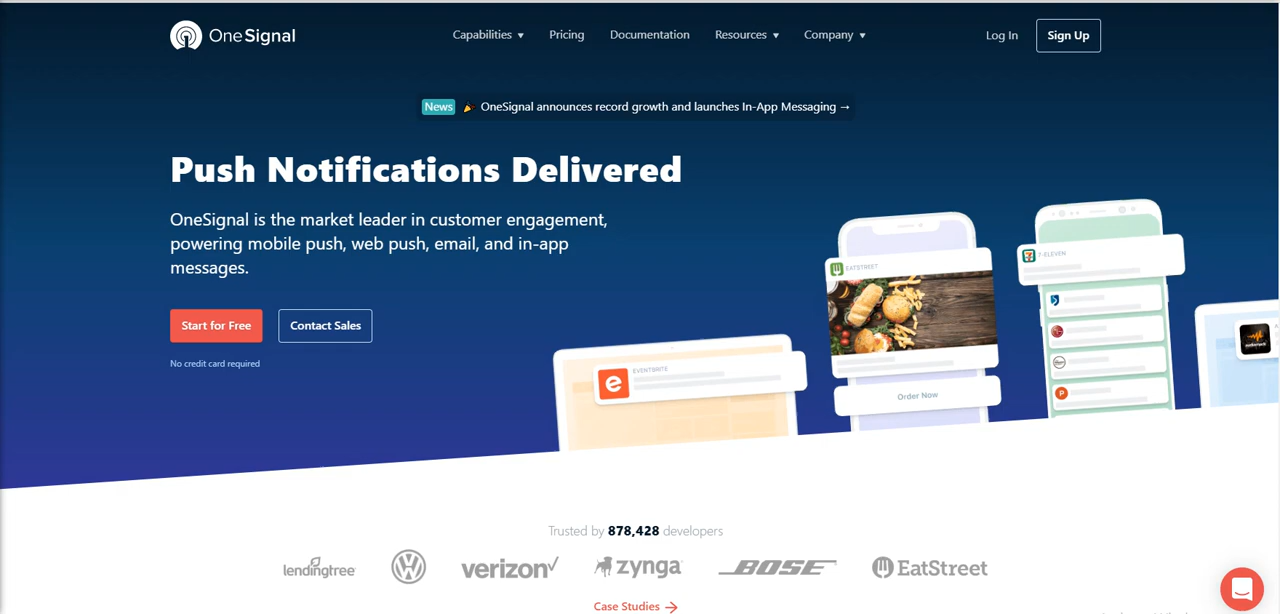 OneSignal
Capabilities ▾ Pricing Documentation Resources ▾ Company ▾ Log In Sign Up
News 🎉 OneSignal announces record growth and launches In-App Messaging →
Push Notifications Delivered
OneSignal is the market leader in customer engagement,
powering mobile push, web push, email, and in-app
messages.
Start for Free Contact Sales
No credit card required
EATSTREET
7-ELEVEN
EVENTBRITE
Order Now
Trusted by 878,428 developers
lendingtree verizon✓ zynga BOSE EatStreet
Case Studies →